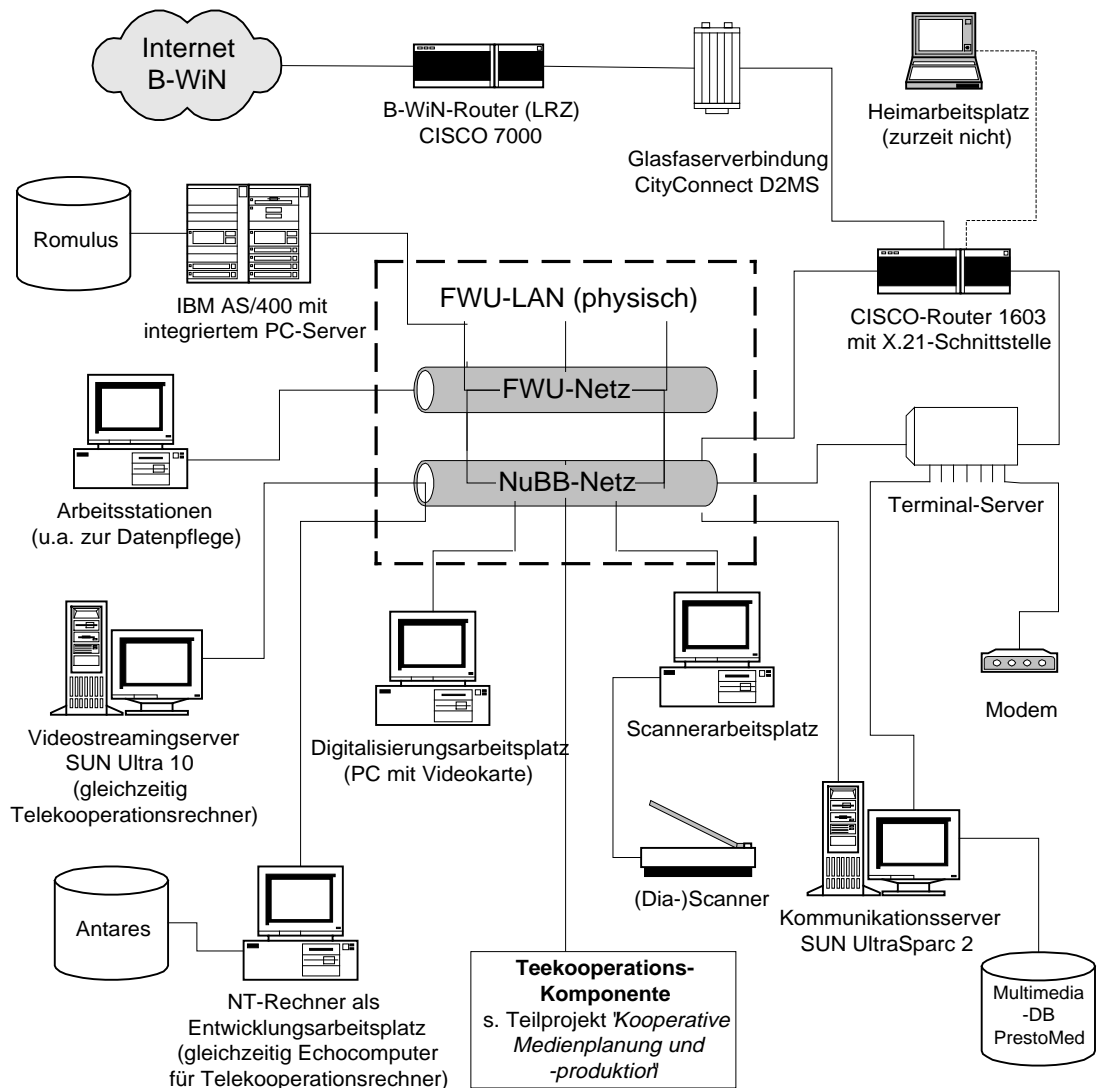 Internet
B-WiN
B-WiN-Router (LRZ)
CISCO 7000
Glasfaserverbindung
CityConnect D2MS
Heimarbeitsplatz
(zurzeit nicht)
Romulus
IBM AS/400 mit
integriertem PC-Server
FWU-LAN (physisch)
CISCO-Router 1603
mit X.21-Schnittstelle
FWU-Netz
Arbeitsstationen
(u.a. zur Datenpflege)
NuBB-Netz
Terminal-Server
Videostreamingserver
SUN Ultra 10
(gleichzeitig
Telekooperationsrechner)
Digitalisierungsarbeitsplatz
(PC mit Videokarte)
Scannerarbeitsplatz
Modem
(Dia-)Scanner
Kommunikationsserver
SUN UltraSparc 2
Antares
NT-Rechner als
Entwicklungsarbeitsplatz
(gleichzeitig Echocomputer
für Telekooperationsrechner)
Teekooperations-
Komponente
s. Teilprojekt "Kooperative
Medienplanung und
-produktion"
Multimedia
-DB
PrestoMed